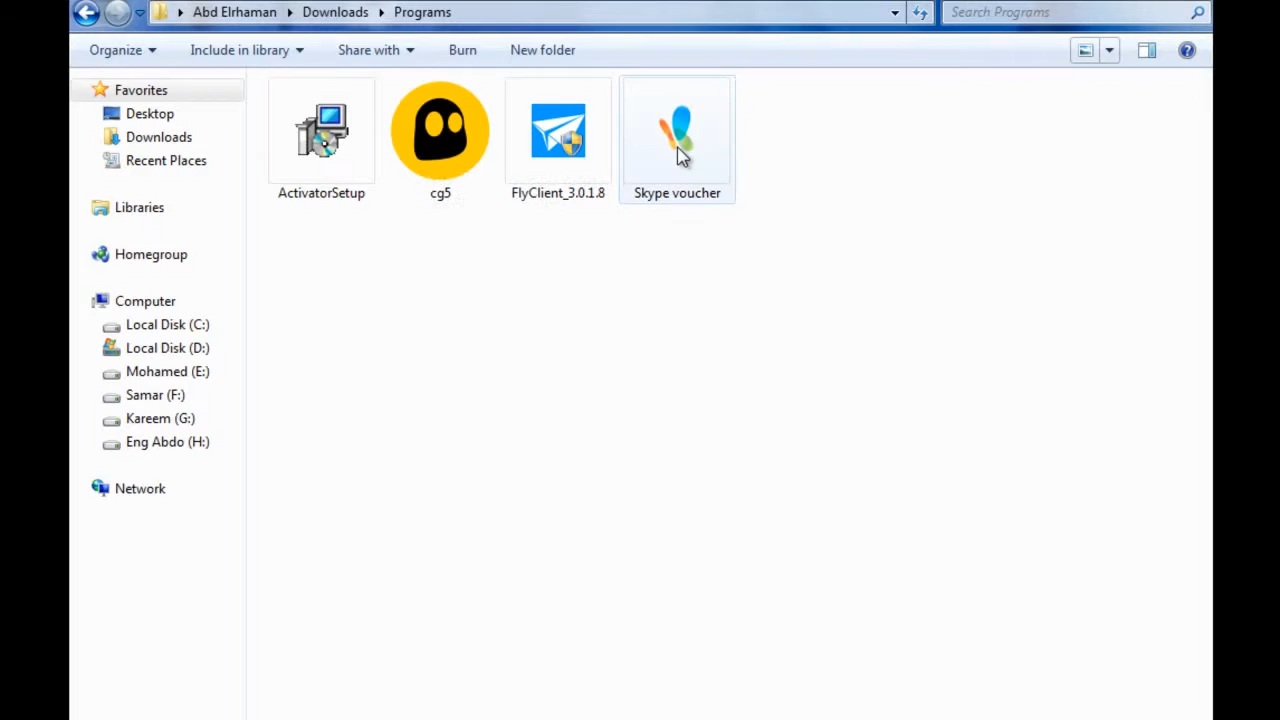 Abd Elrhaman Downloads Programs
Search Programs
Organize Include in library Share with Burn New folder
Favorites
Desktop
Downloads
Recent Places
Libraries
Homegroup
Computer
Local Disk (C:)
Local Disk (D:)
Mohamed (E:)
Samar (F:)
Kareem (G:)
Eng Abdo (H:)
Network
ActivatorSetup
cg5
FlyClient_3.0.1.8
Skype voucher